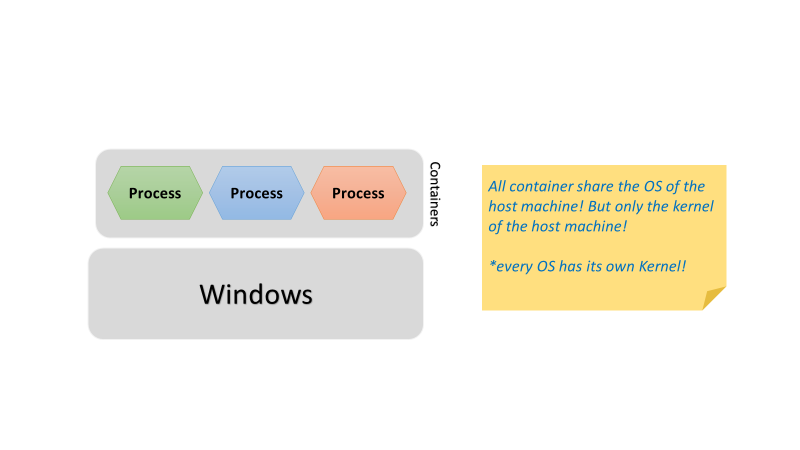 Process
Process
Process
Containers
Windows
All container share the OS of the
host machine! But only the kernel
of the host machine!
*every OS has its own Kernel!